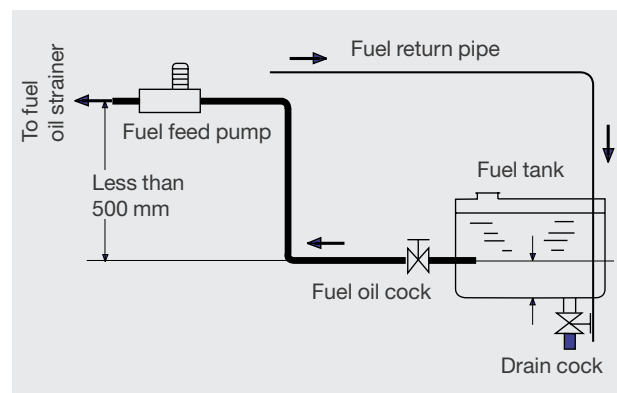 Fuel return pipe
To fuel
oil strainer
Fuel feed pump
Less than
500 mm
Fuel tank
Fuel oil cock
Drain cock